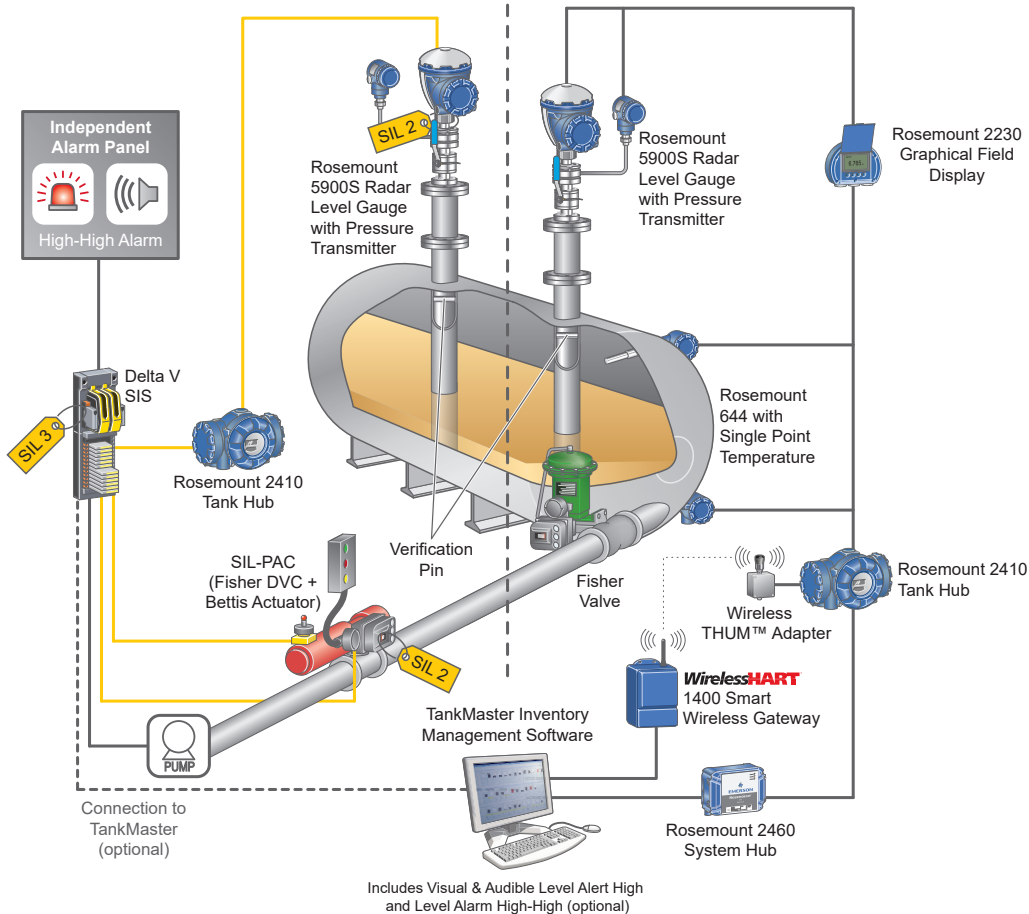 Independent
Alarm Panel
High-High Alarm
SIL 2
Rosemount
5900S Radar
Level Gauge
with Pressure
Transmitter
Rosemount
5900S Radar
Level Gauge
with Pressure
Transmitter
Rosemount 2230
Graphical Field
Display
Delta V
SIS
SIL 3
Rosemount 2410
Tank Hub
Rosemount
644 with
Single Point
Temperature
SIL-PAC
(Fisher DVC +
Bettis Actuator)
Verification
Pin
Fisher
Valve
SIL 2
Wireless
THUM™ Adapter
Rosemount 2410
Tank Hub
WirelessHART
1400 Smart
Wireless Gateway
PUMP
TankMaster Inventory
Management Software
Connection to
TankMaster
(optional)
EMERSON
Rosemount 2460
System Hub
Includes Visual & Audible Level Alert High
and Level Alarm High-High (optional)